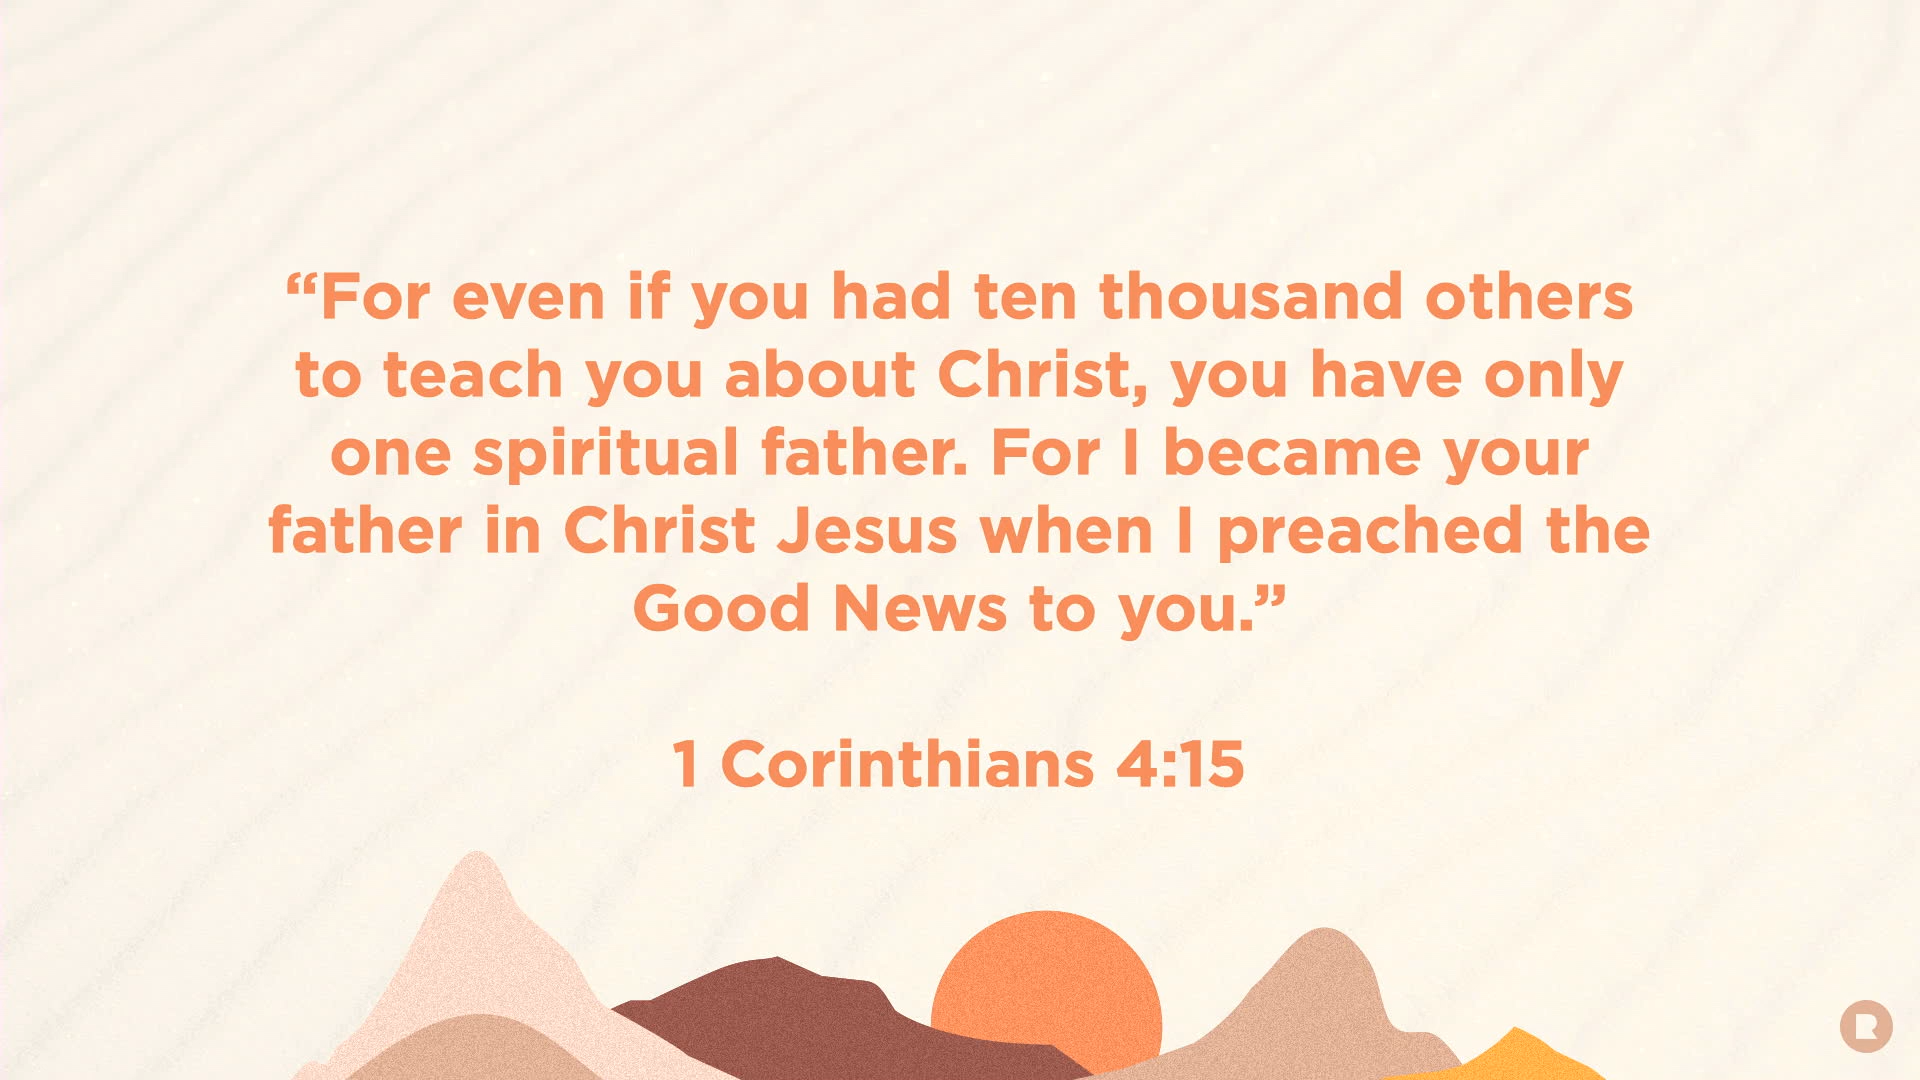 “For even if you had ten thousand others
to teach you about Christ, you have only
one spiritual father. For I became your
father in Christ Jesus when I preached the
Good News to you.”
1 Corinthians 4:15
R